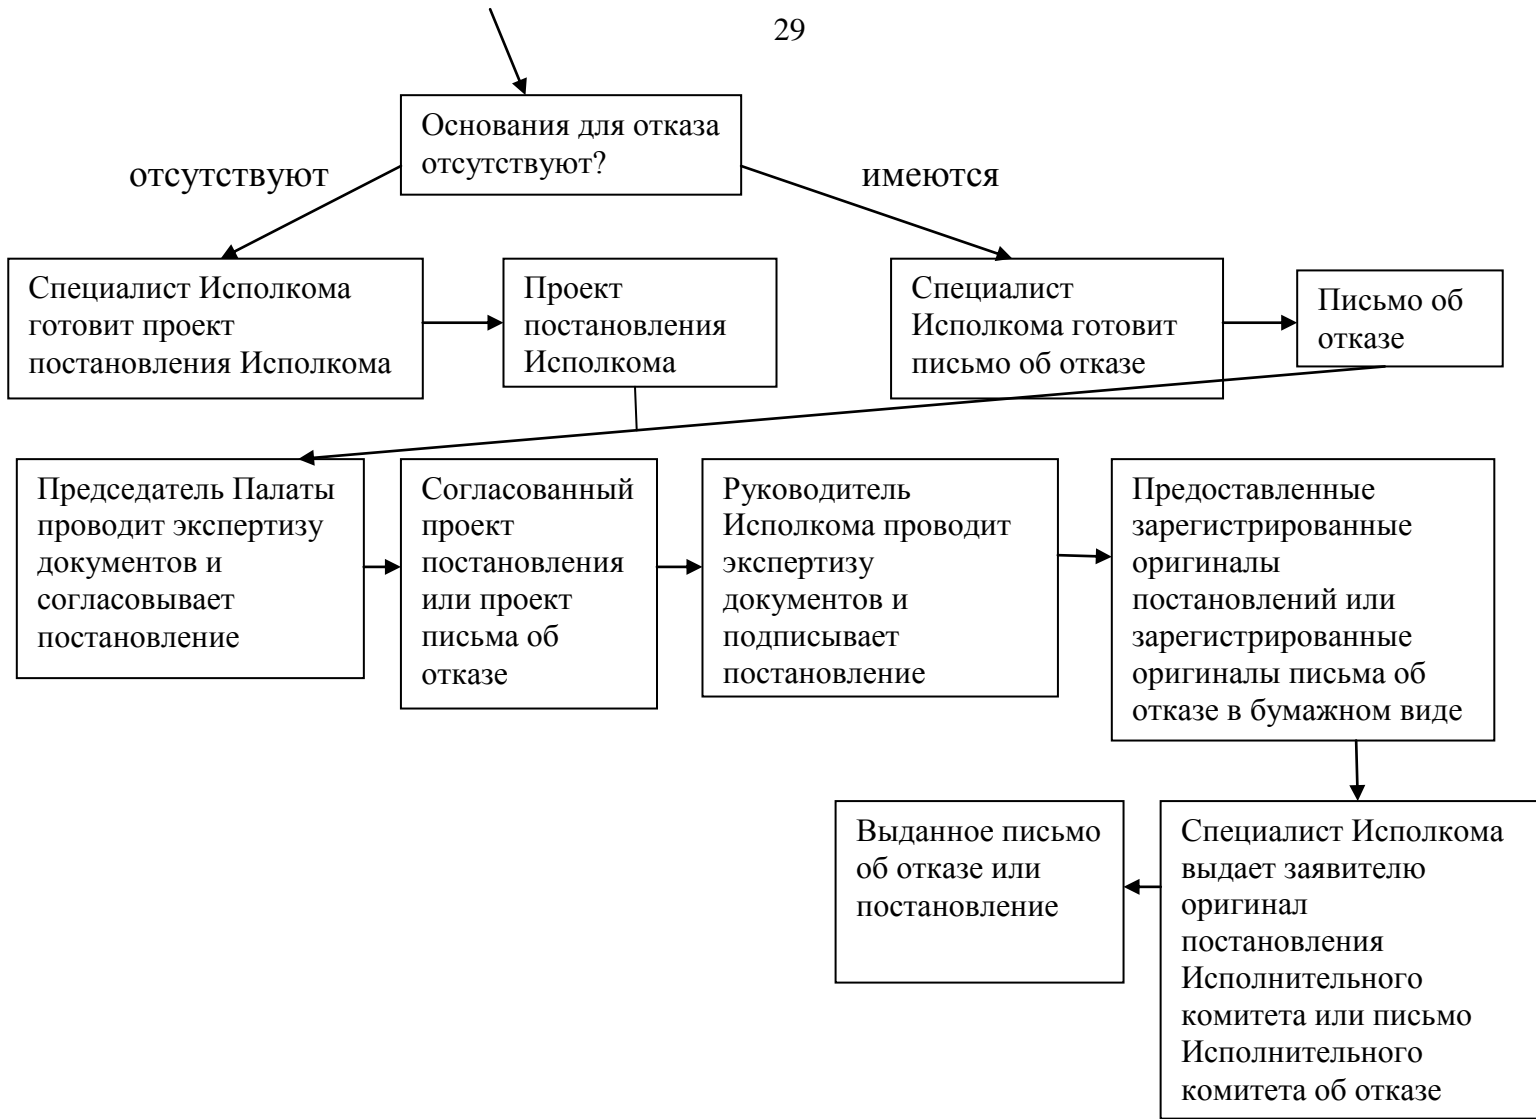 29
Основания для отказа
отсутствуют?
отсутствуют
имеются
Специалист Исполкома
готовит проект
постановления Исполкома
Проект
постановления
Исполкома
Специалист
Исполкома готовит
письмо об отказе
Письмо об
отказе
Председатель Палаты
проводит экспертизу
документов и
согласовывает
постановление
Согласованный
проект
постановления
или проект
письма об
отказе
Руководитель
Исполкома проводит
экспертизу
документов и
подписывает
постановление
Предоставленные
зарегистрированные
оригиналы
постановлений или
зарегистрированные
оригиналы письма об
отказе в бумажном виде
Выданное письмо
об отказе или
постановление
Специалист Исполкома
выдает заявителю
оригинал
постановления
Исполнительного
комитета или письмо
Исполнительного
комитета об отказе